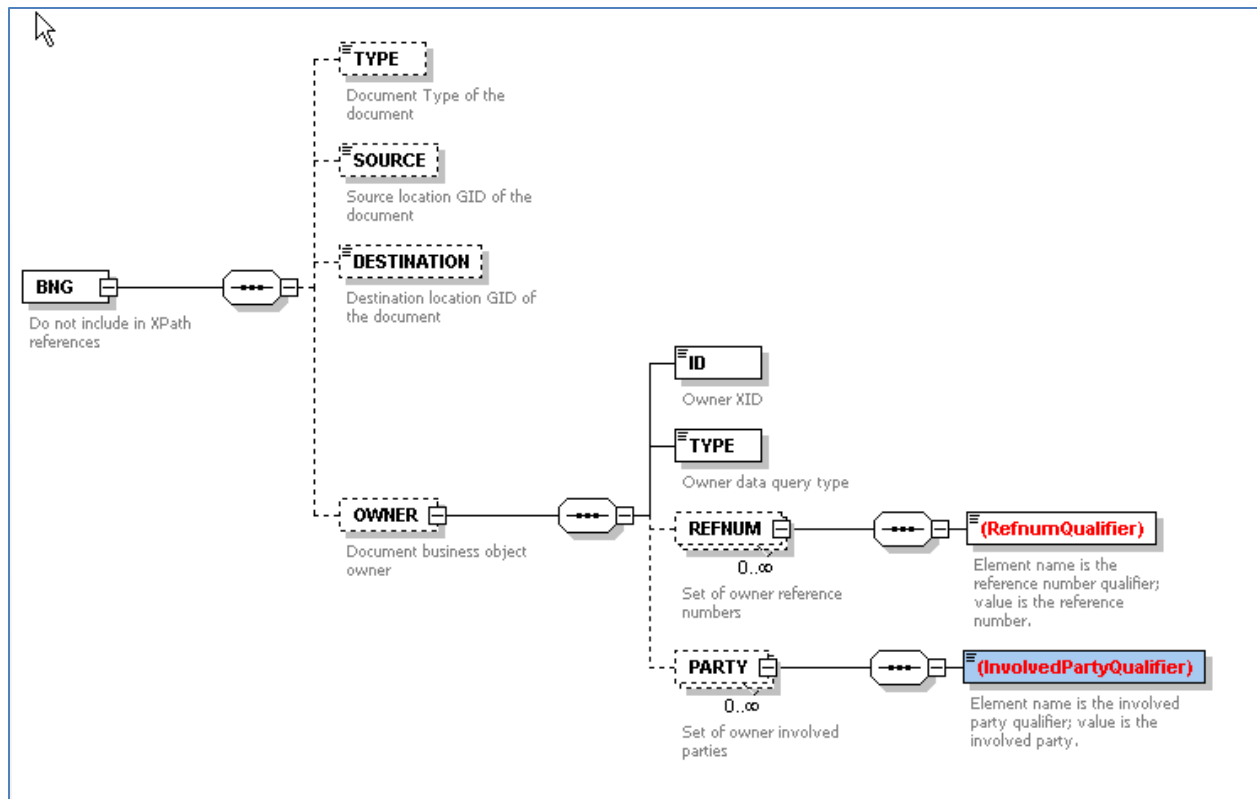 TYPE
Document Type of the
document
SOURCE
Source location GID of the
document
DESTINATION
Destination location GID of
the document
BNG
Do not include in XPath
references
ID
Owner XID
TYPE
Owner data query type
OWNER
Document business object
owner
REFNUM
0..∞
Set of owner reference
numbers
(RefnumQualifier)
Element name is the
reference number qualifier;
value is the reference
number.
PARTY
0..∞
Set of owner involved
parties
(InvolvedPartyQualifier)
Element name is the involved
party qualifier; value is the
involved party.